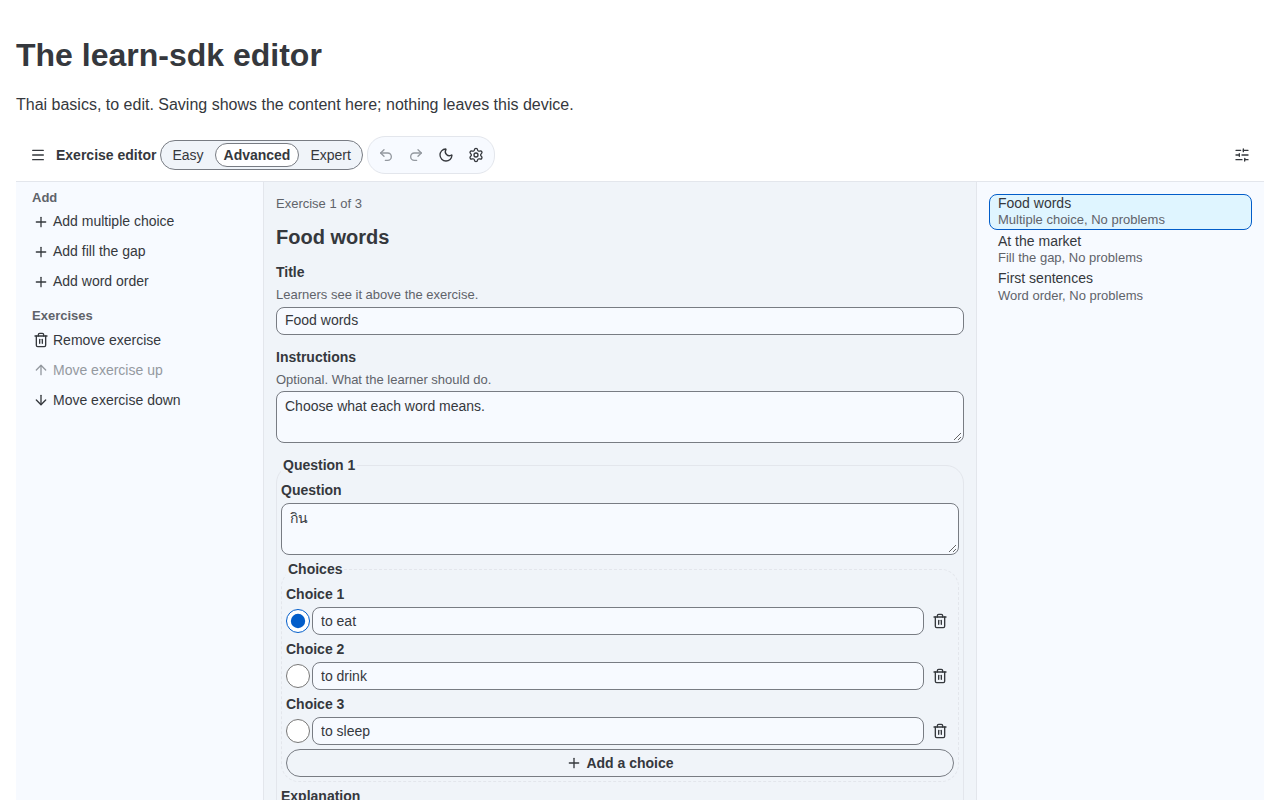 The learn-sdk editor
Thai basics, to edit. Saving shows the content here; nothing leaves this device.
Exercise editor
Easy
Advanced
Expert
Add
Add multiple choice
Add fill the gap
Add word order
Exercises
Remove exercise
Move exercise up
Move exercise down
Exercise 1 of 3
Food words
Title
Learners see it above the exercise.
Food words
Instructions
Optional. What the learner should do.
Choose what each word means.
Question 1
Question
กิน
Choices
Choice 1
to eat
Choice 2
to drink
Choice 3
to sleep
Add a choice
Explanation
Food words
Multiple choice, No problems
At the market
Fill the gap, No problems
First sentences
Word order, No problems